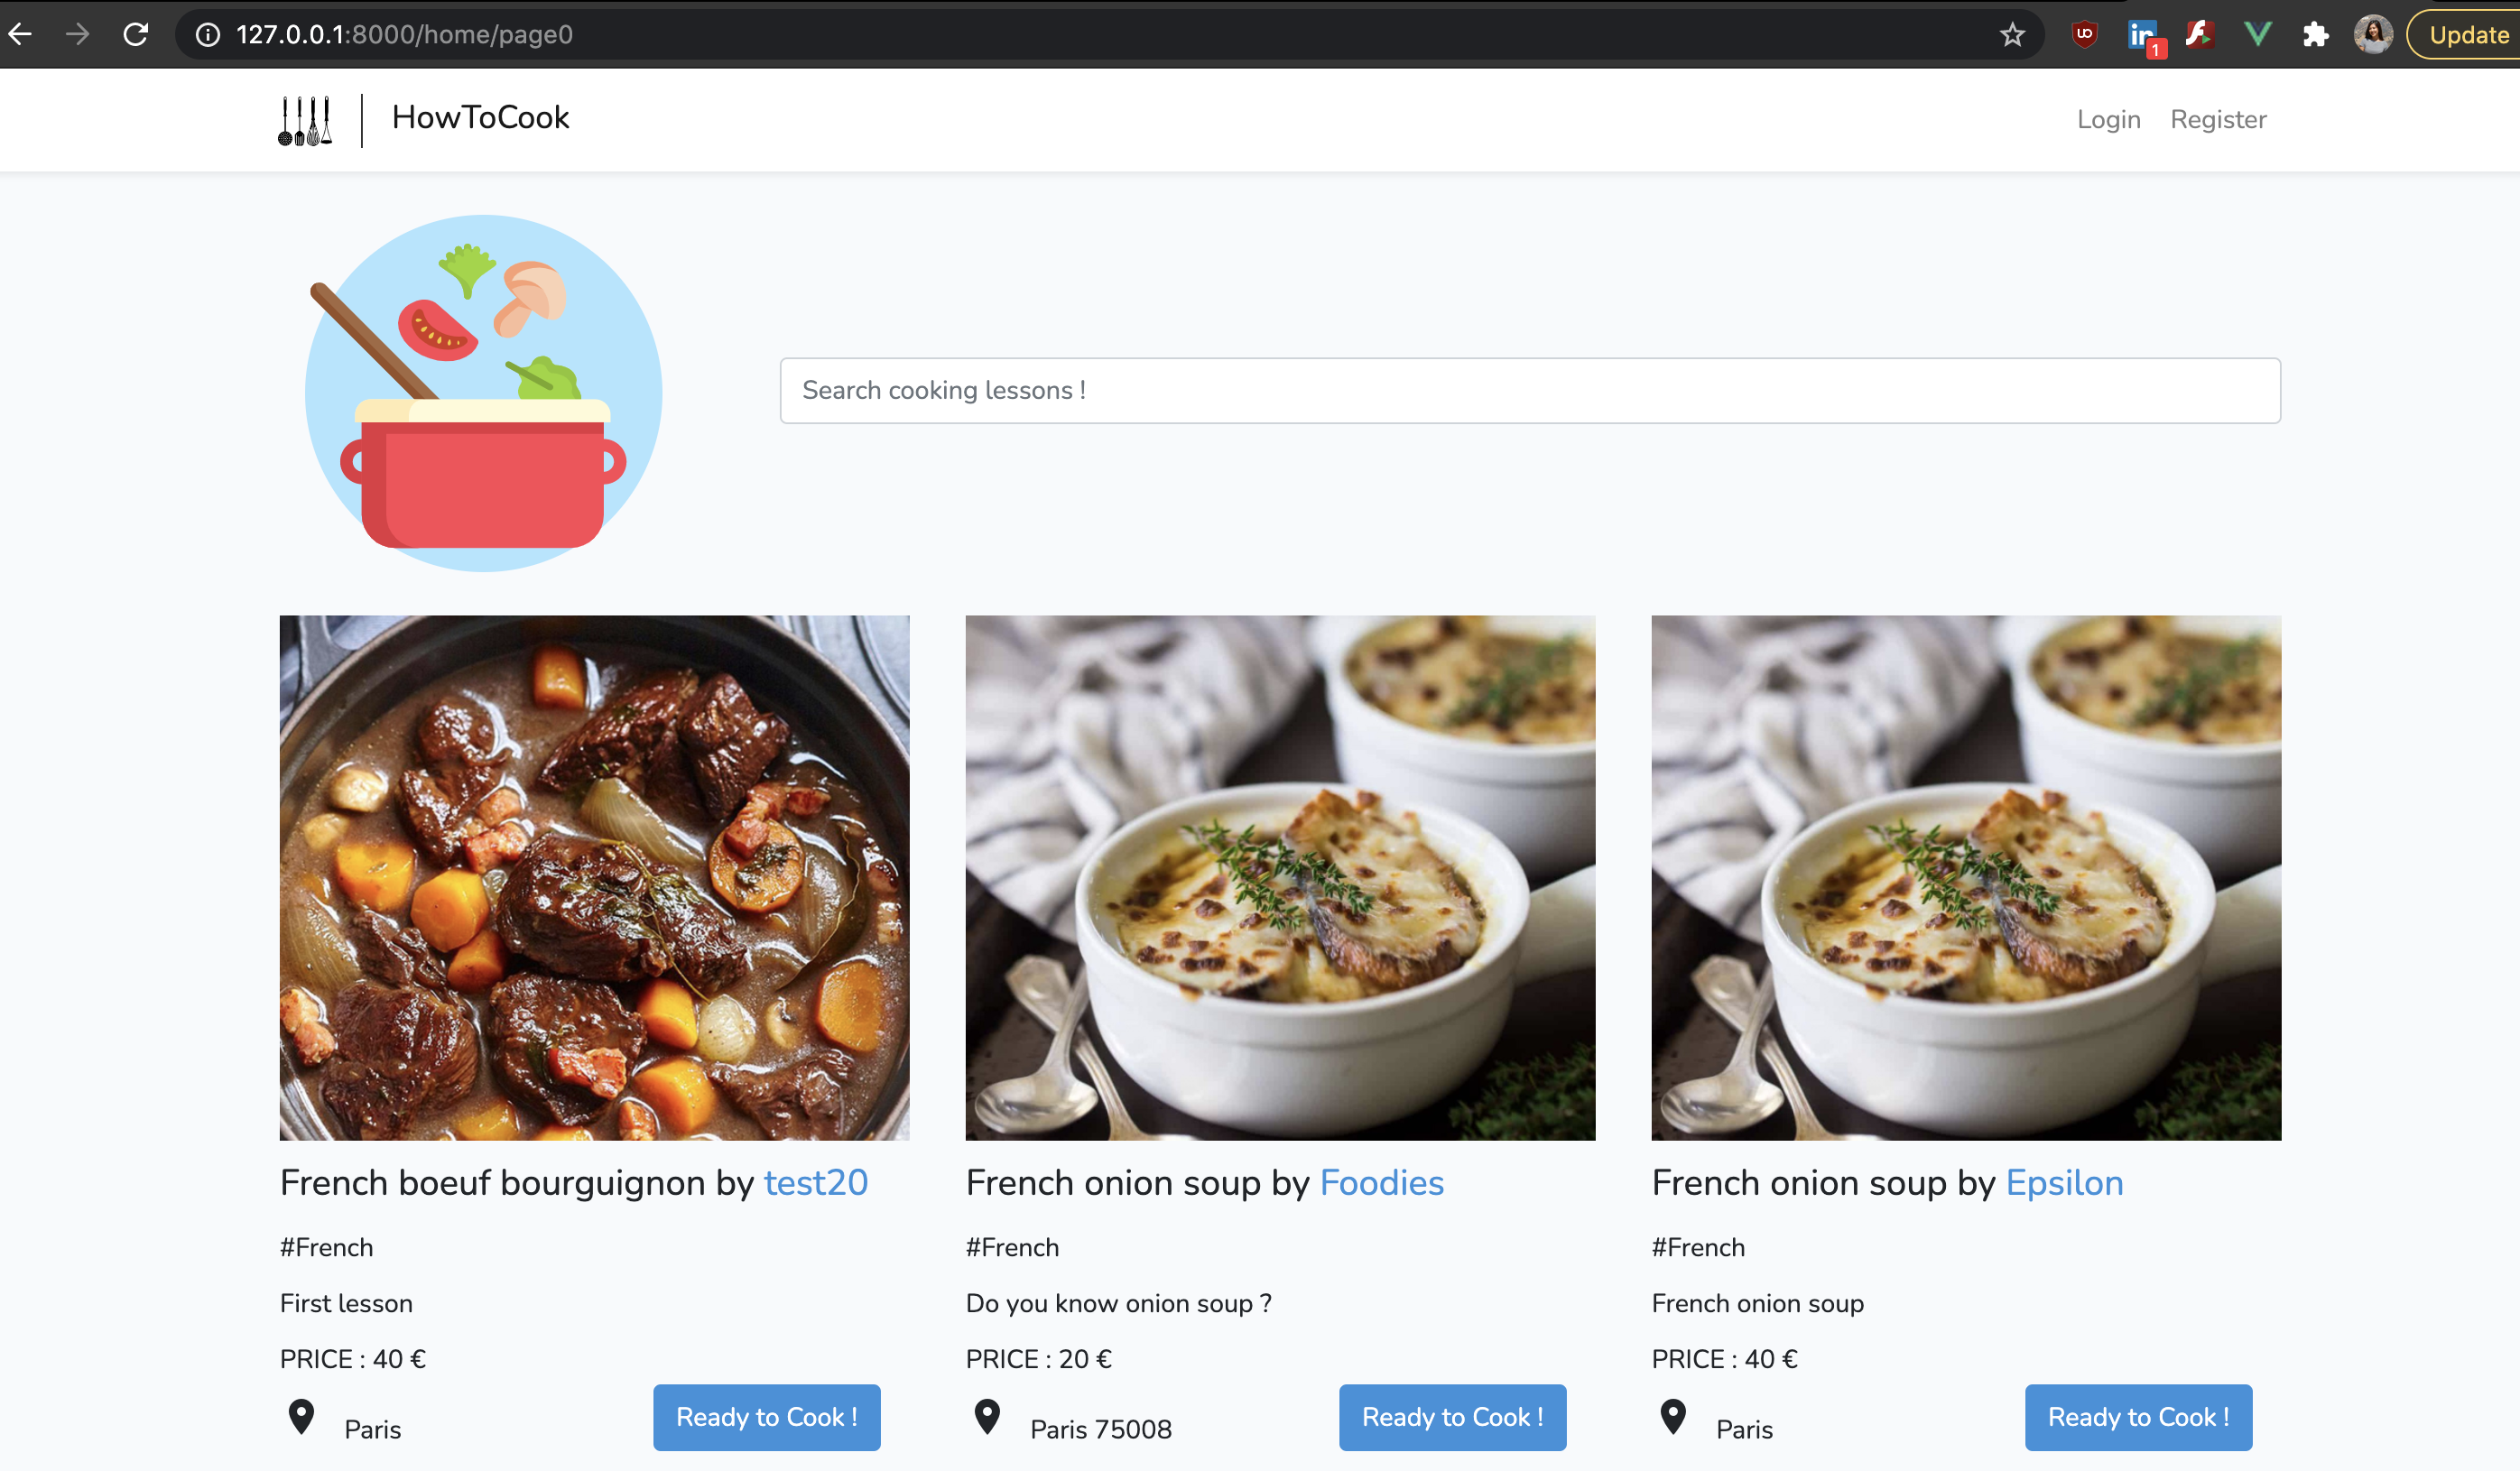 127.0.0.1:8000/home/page0
1
Update
HowToCook
Login Register
Search cooking lessons !
French boeuf bourguignon by test20
#French
First lesson
PRICE : 40 €
Paris
Ready to Cook !
French onion soup by Foodies
#French
Do you know onion soup ?
PRICE : 20 €
Paris 75008
Ready to Cook !
French onion soup by Epsilon
#French
French onion soup
PRICE : 40 €
Paris
Ready to Cook !